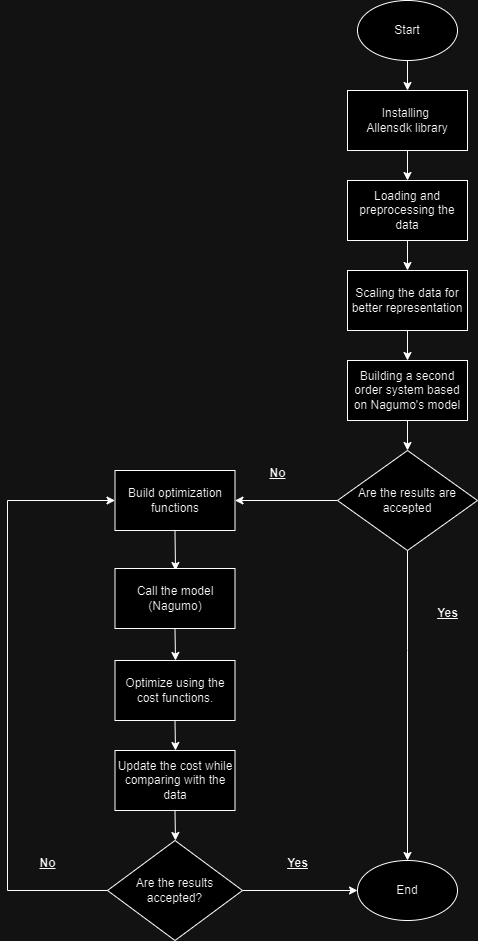 Start
Installing
Allensdk library
Loading and
preprocessing the
data
Scaling the data for
better representation
Building a second
order system based
on Nagumo's model
Are the results are
accepted
No
Yes
Build optimization
functions
Call the model
(Nagumo)
Optimize using the
cost functions.
Update the cost while
comparing with the
data
Are the results
accepted?
No
Yes
End